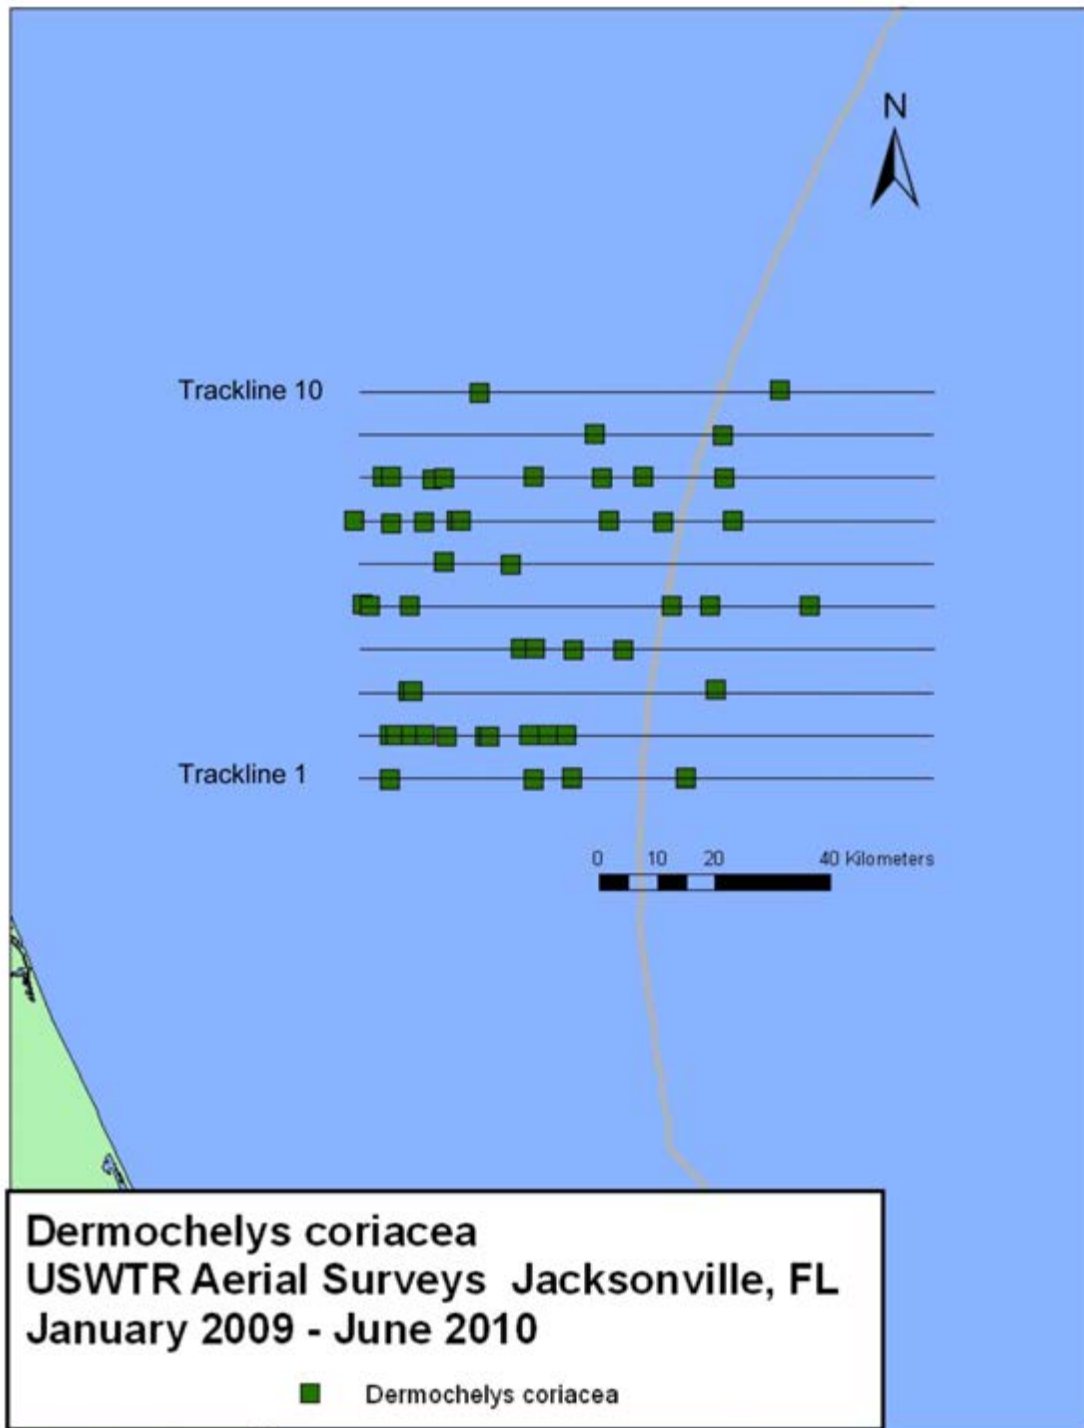 N
Trackline 10
Trackline 1
0 10 20 40 Kilometers
Dermochelys coriacea
USWTR Aerial Surveys Jacksonville, FL
January 2009 - June 2010
Dermochelys coriacea